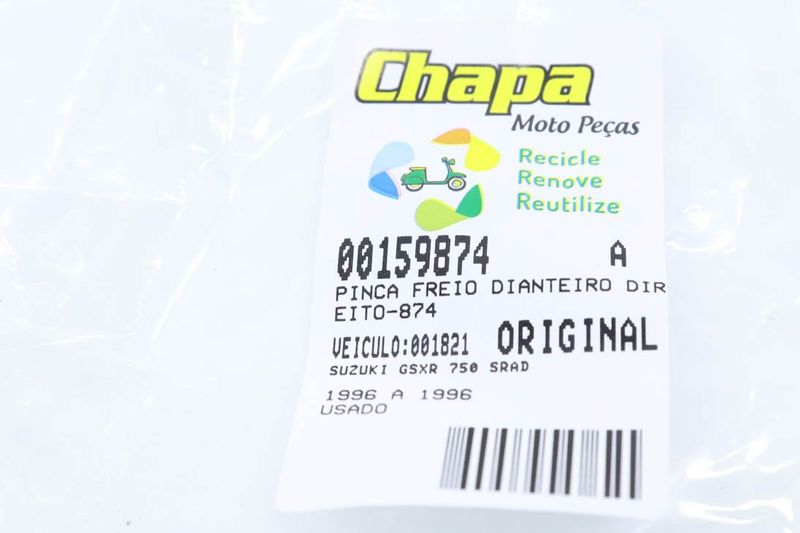 Chapa
Moto Peças
Recicle
Renove
Reutilize
00159874 A
PINCA FREIO DIANTEIRO DIR
EITO-874
VEICULO:001821 ORIGINAL
SUZUKI GSXR 750 SRAD
1996 A 1996
USADO